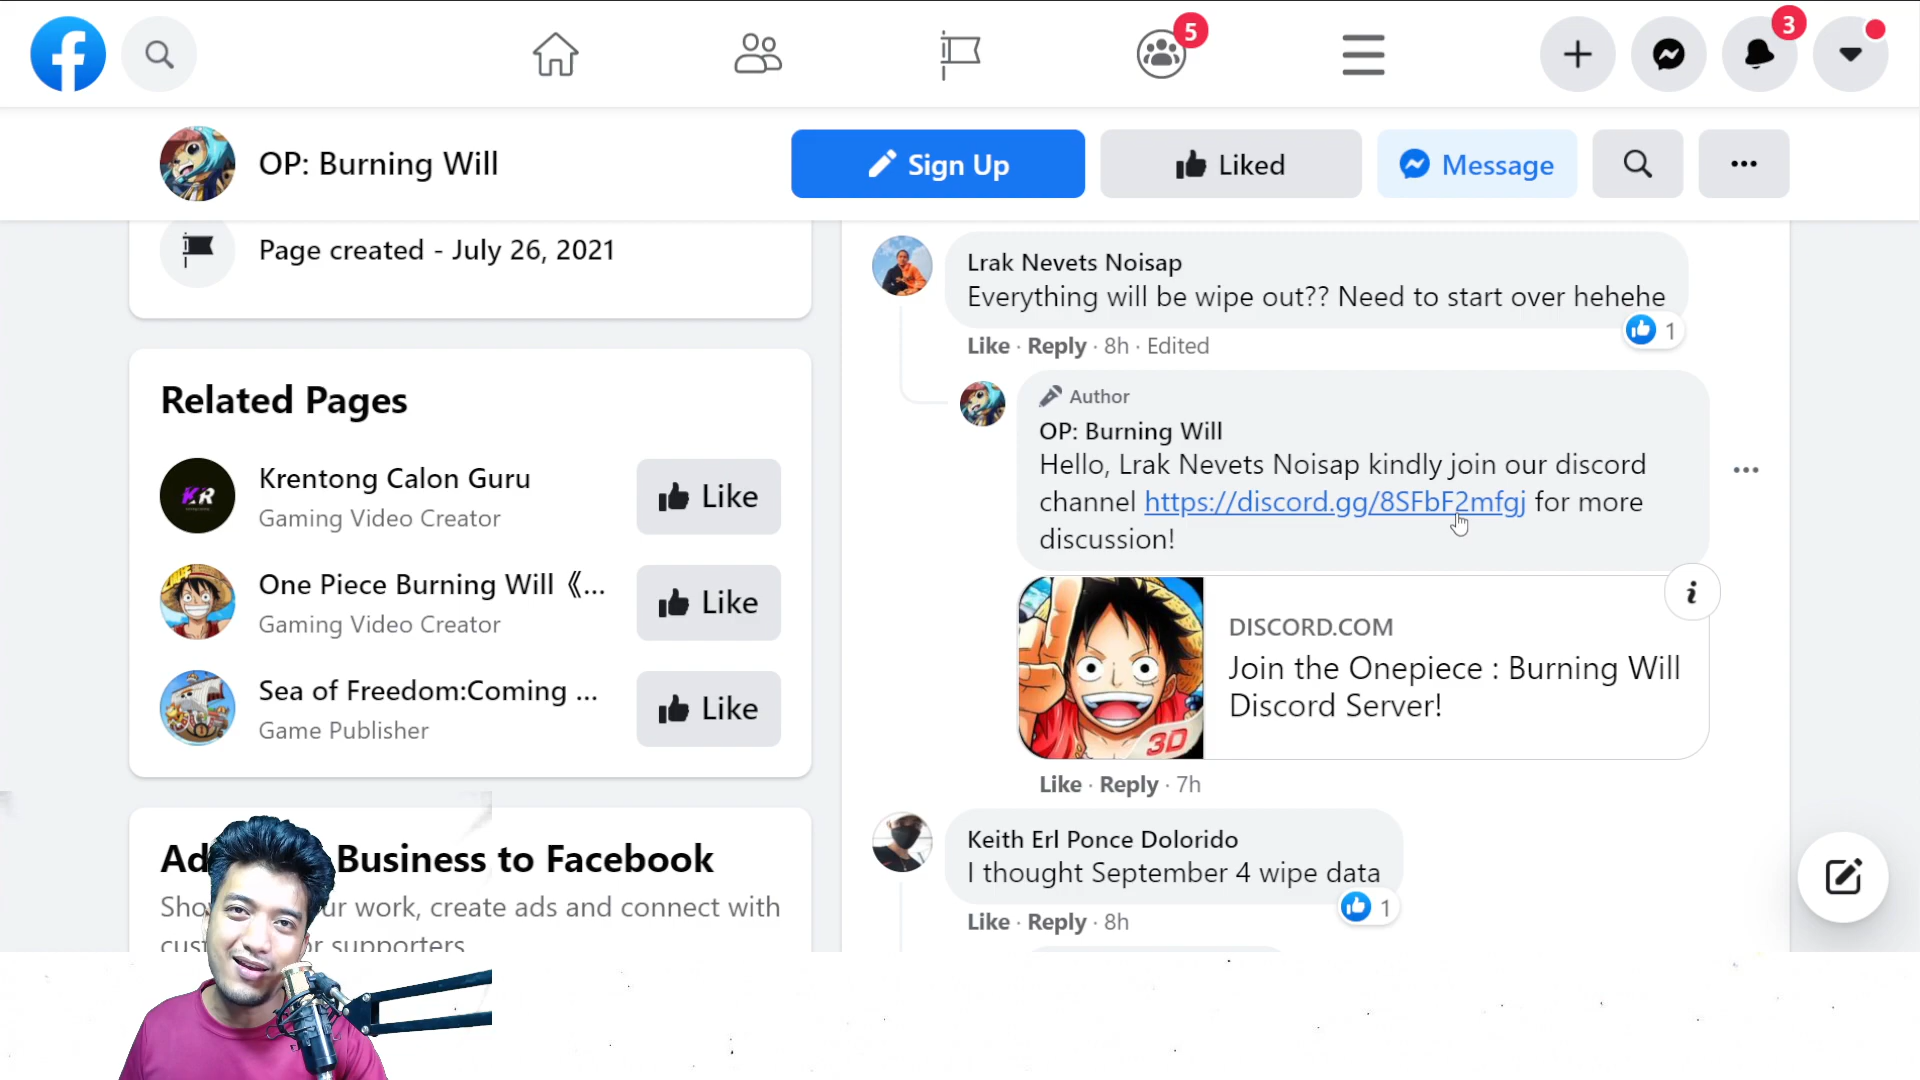 5
3
OP: Burning Will
Sign Up
Liked
Message
Page created - July 26, 2021
Related Pages
Krentong Calon Guru
Gaming Video Creator
Like
One Piece Burning Will《...
Gaming Video Creator
Like
Sea of Freedom:Coming ...
Game Publisher
Like
Business to Facebook
work, create ads and connect with
supporters
Lrak Nevets Noisap
Everything will be wipe out?? Need to start over hehehe
1
Like · Reply · 8h · Edited
Author
OP: Burning Will
Hello, Lrak Nevets Noisap kindly join our discord
channel https://discord.gg/8SFbF2mfgj for more
discussion!
3D
DISCORD.COM
Join the Onepiece : Burning Will
Discord Server!
Like · Reply · 7h
Keith Erl Ponce Dolorido
I thought September 4 wipe data
1
Like · Reply · 8h